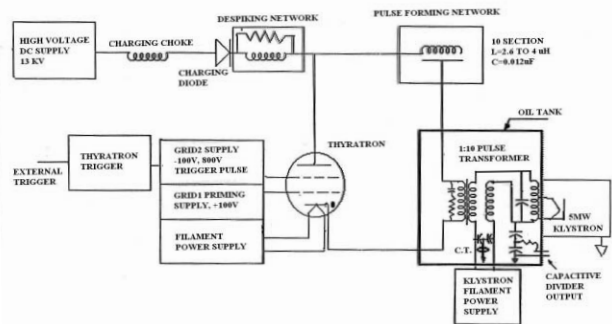 DESPIKING NETWORK
PULSE FORMING NETWORK
HIGH VOLTAGE
DC SUPPLY
13 KV
CHARGING CHOKE
CHARGING
DIODE
10 SECTION
L=2.6 TO 4 uH
C=0.012uF
OIL TANK
EXTERNAL
TRIGGER
THYRATRON
TRIGGER
GRID2 SUPPLY
-100V, 800V
TRIGGER PULSE
GRID1 PRIMING
SUPPLY, +100V
FILAMENT
POWER SUPPLY
THYRATRON
1:10 PULSE
TRANSFORMER
5MW
KLYSTRON
C.T.
CAPACITIVE
DIVIDER
OUTPUT
KLYSTRON
FILAMENT
POWER
SUPPLY